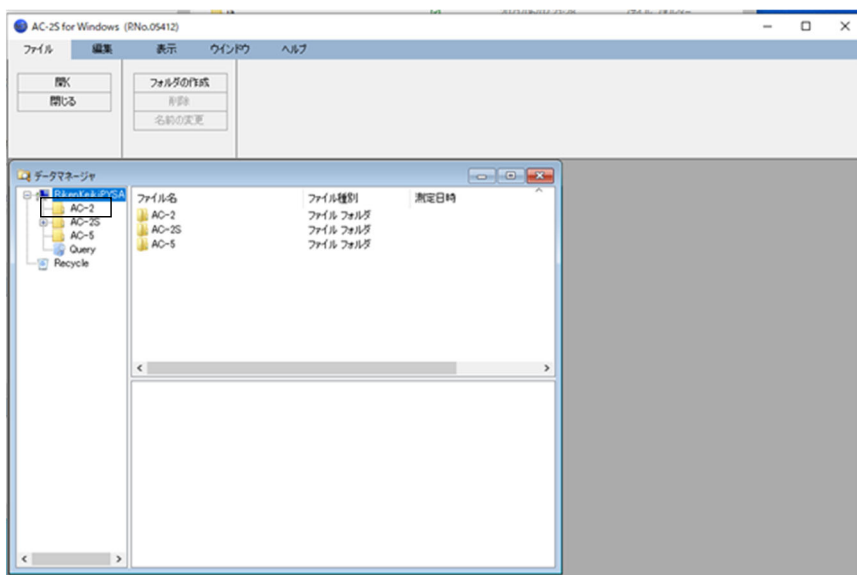 AC-2S for Windows (RNo.05412)
ファイル 編集 表示 ウインドウ ヘルプ
開く
閉じる
フォルダの作成
削除
名前の変更
データマネージャ
AC-2
AC-2S
AC-5
Query
Recycle
ファイル名 ファイル種別 測定日時
AC-2 ファイル フォルダ
AC-2S ファイル フォルダ
AC-5 ファイル フォルダ